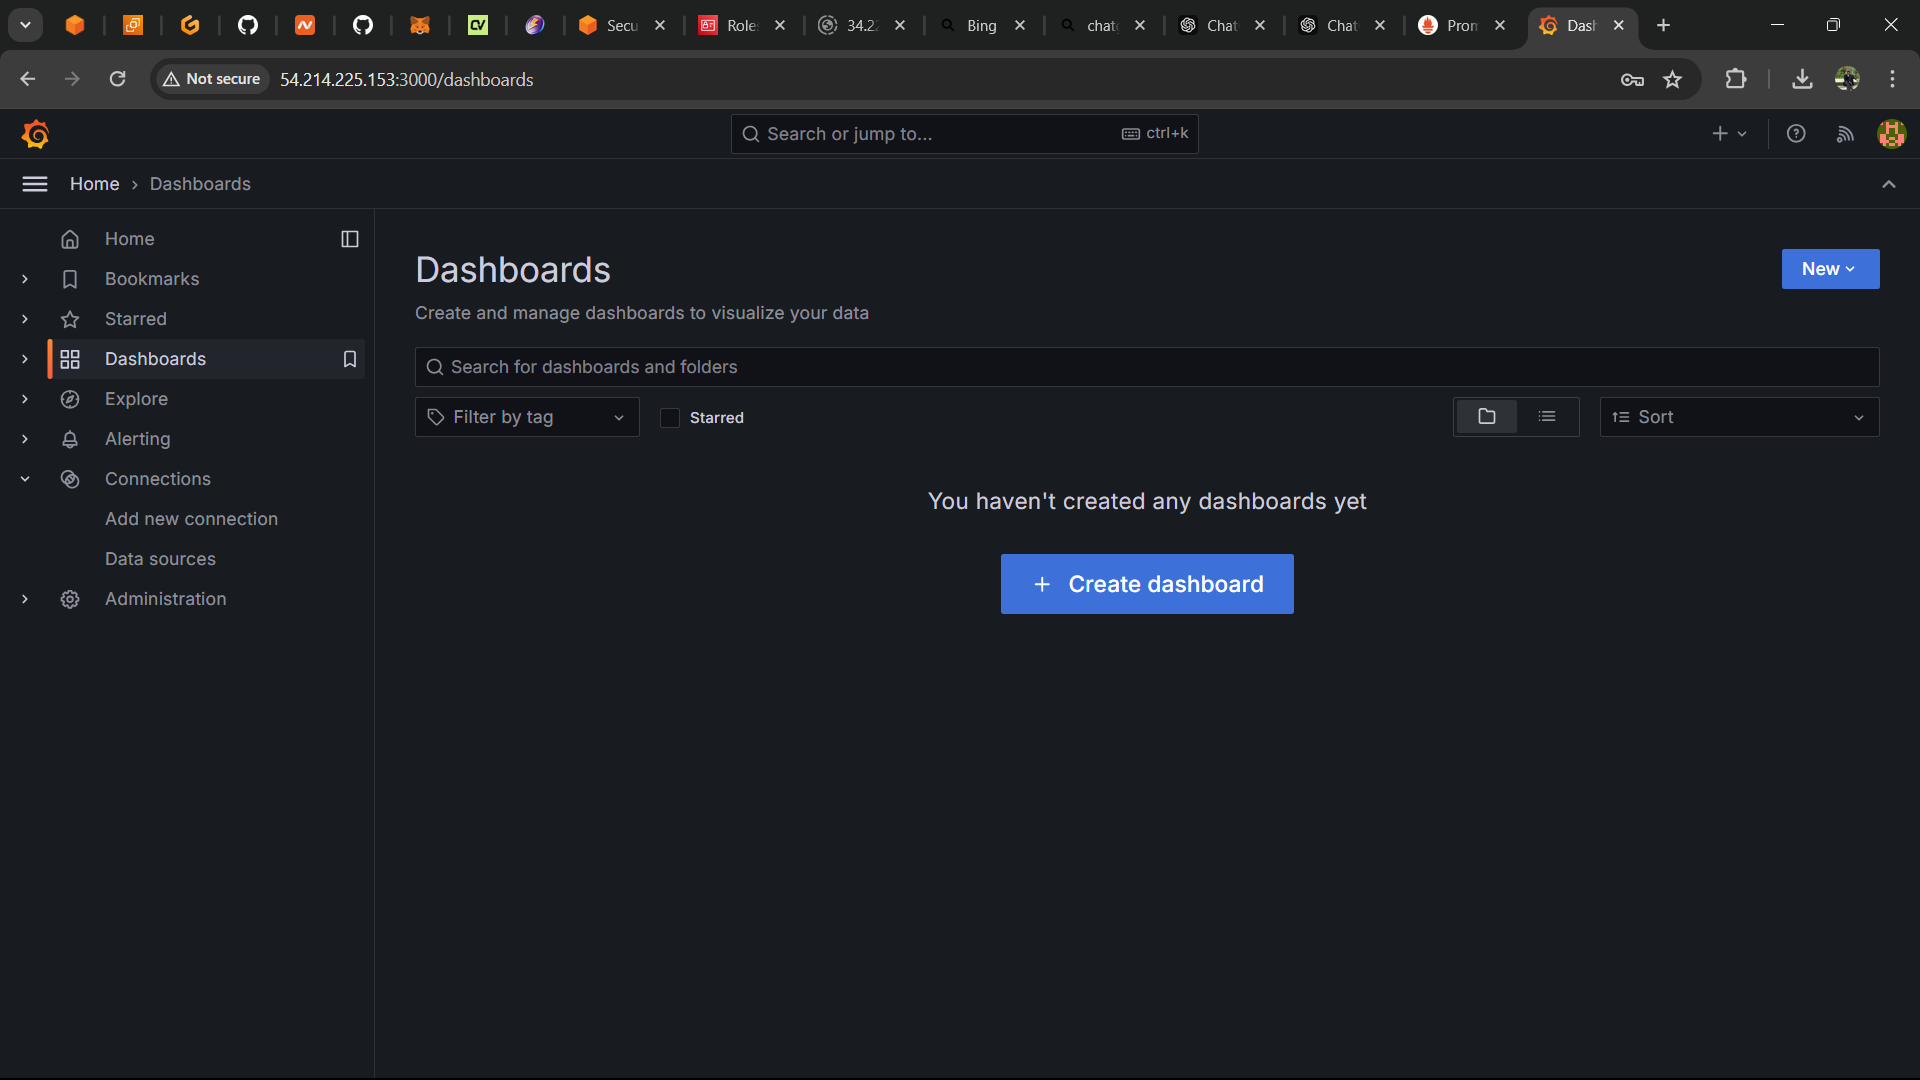 Secu
Role
34.22
Bing
chat
Chat
Chat
Pron
Dash
Not secure
54.214.225.153:3000/dashboards
Search or jump to...
ctrl+k
Home
Dashboards
Home
Bookmarks
Starred
Dashboards
Explore
Alerting
Connections
Add new connection
Data sources
Administration
Dashboards
New
Create and manage dashboards to visualize your data
Search for dashboards and folders
Filter by tag
Starred
Sort
You haven't created any dashboards yet
Create dashboard